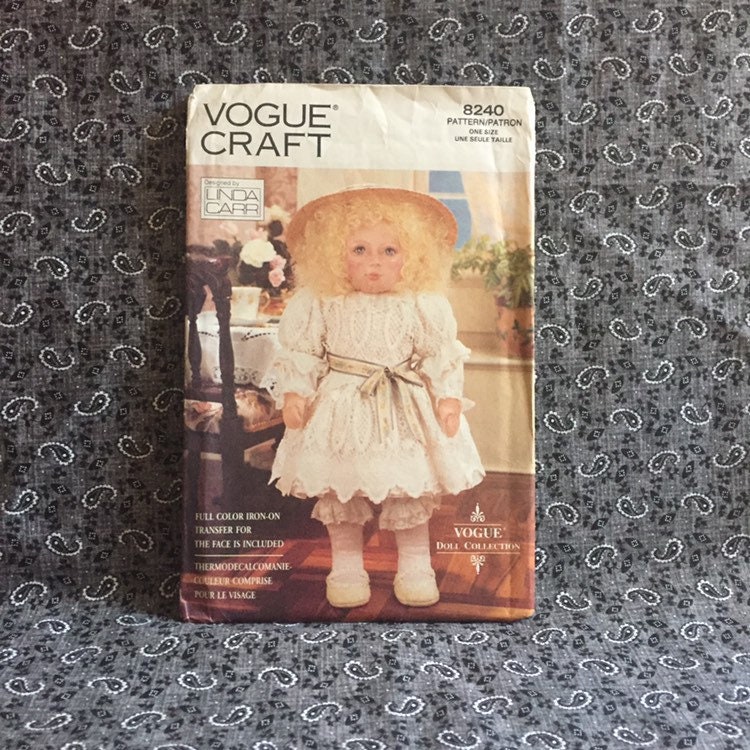 VOGUE®
CRAFT
8240
PATTERN/PATRON
ONE SIZE
UNE SEULE TAILLE
designed by
LINDA
CARR
FULL COLOR IRON-ON
TRANSFER FOR
THE FACE IS INCLUDED
THERMODECALCOMANIE-
COULEUR COMPRISE
POUR LE VISAGE
VOGUE®
DOLL COLLECTION